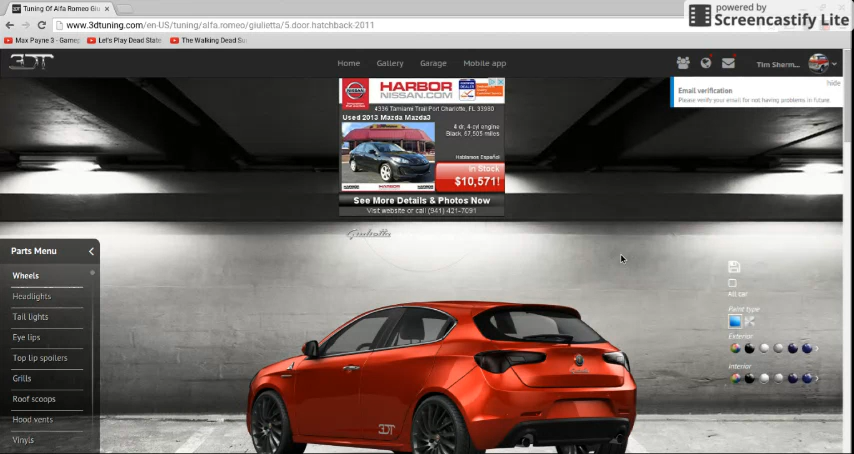 Tuning Of Alfa Romeo Giu
powered by
Screencastify Lite
www.3dtuning.com/en-US/tuning/alfa.romeo/giulietta/5.door.hatchback-2011
Max Payne 3 - Gamep
Let's Play Dead State
The Walking Dead Su
3DT
Home
Gallery
Garage
Mobile app
Tim Sherm...
hide
Email verification
Please verify your email for not having problems in future
HARBOR
NISSAN.COM
4336 Tamiami Trail Port Charlotte, FL 33980
Used 2013 Mazda Mazda3
4 dr, 4-cyl engine
Black, 67,505 miles
Hablamos Español
In Stock
$10,571!
See More Details & Photos Now
Visit website or call (941) 421-7091
Giulietta
Parts Menu
Wheels
Headlights
Tail lights
Eye lips
Top lip spoilers
Grills
Roof scoops
Hood vents
Vinyls
All car
Paint type
Exterior
Interior
3DT